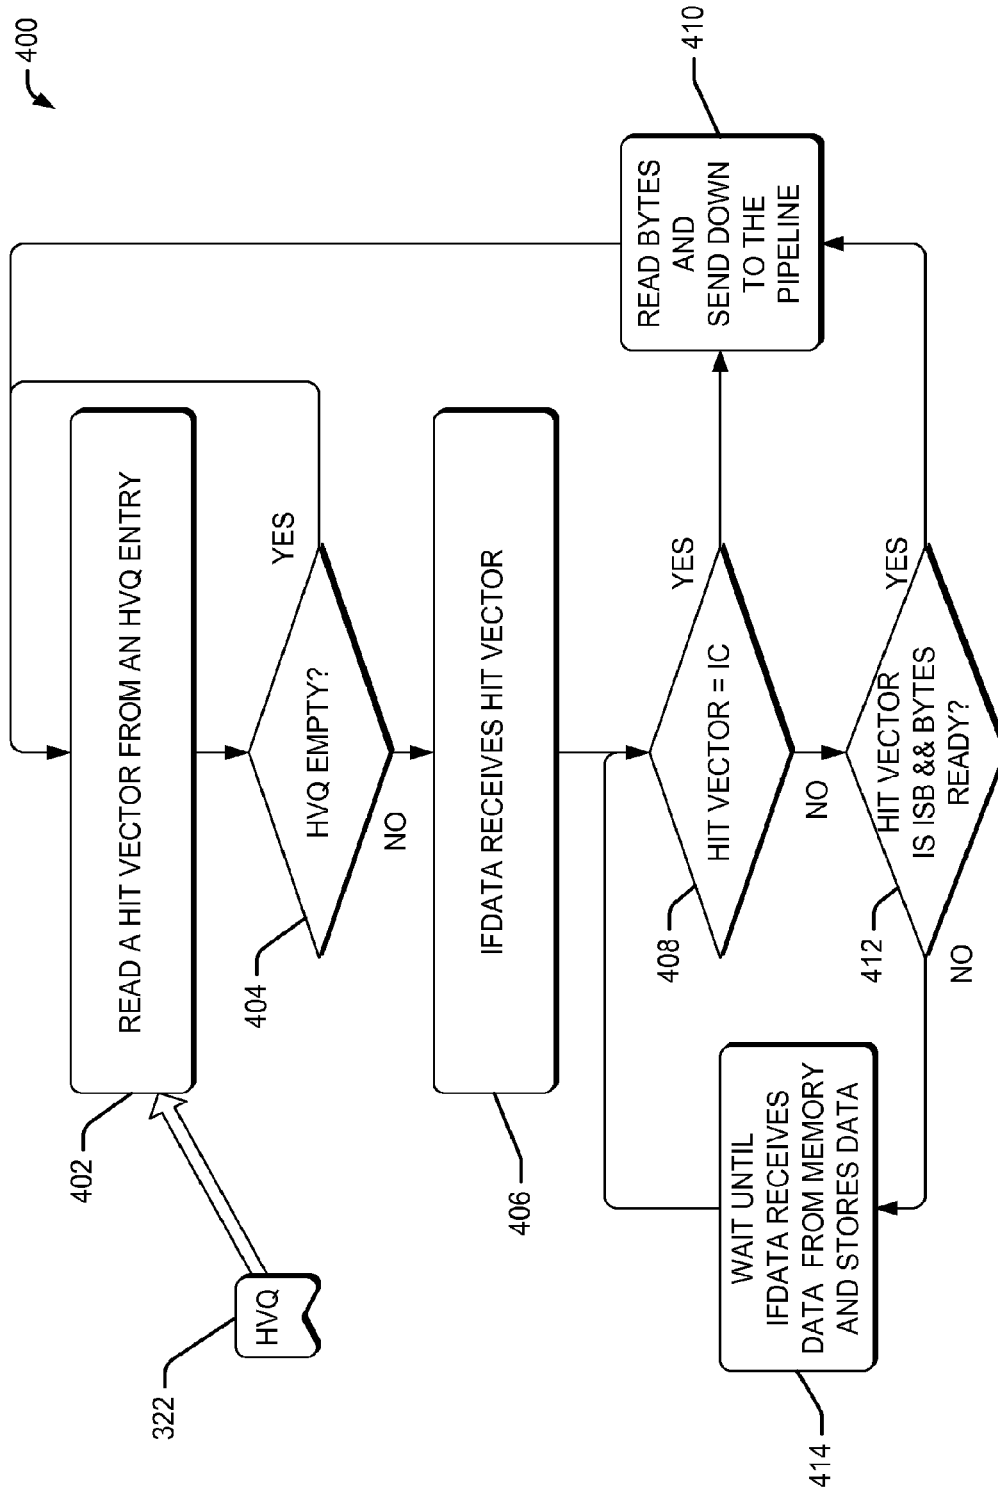 400
HVQ
322
READ A HIT VECTOR FROM AN HVQ ENTRY
402
HVQ EMPTY?
404
YES
NO
IFDATA RECEIVES HIT VECTOR
406
HIT VECTOR = IC
408
YES
NO
READ BYTES
AND
SEND DOWN
TO THE
PIPELINE
410
HIT VECTOR
IS ISB && BYTES
READY?
412
YES
NO
WAIT UNTIL
IFDATA RECEIVES
DATA FROM MEMORY
AND STORES DATA
414